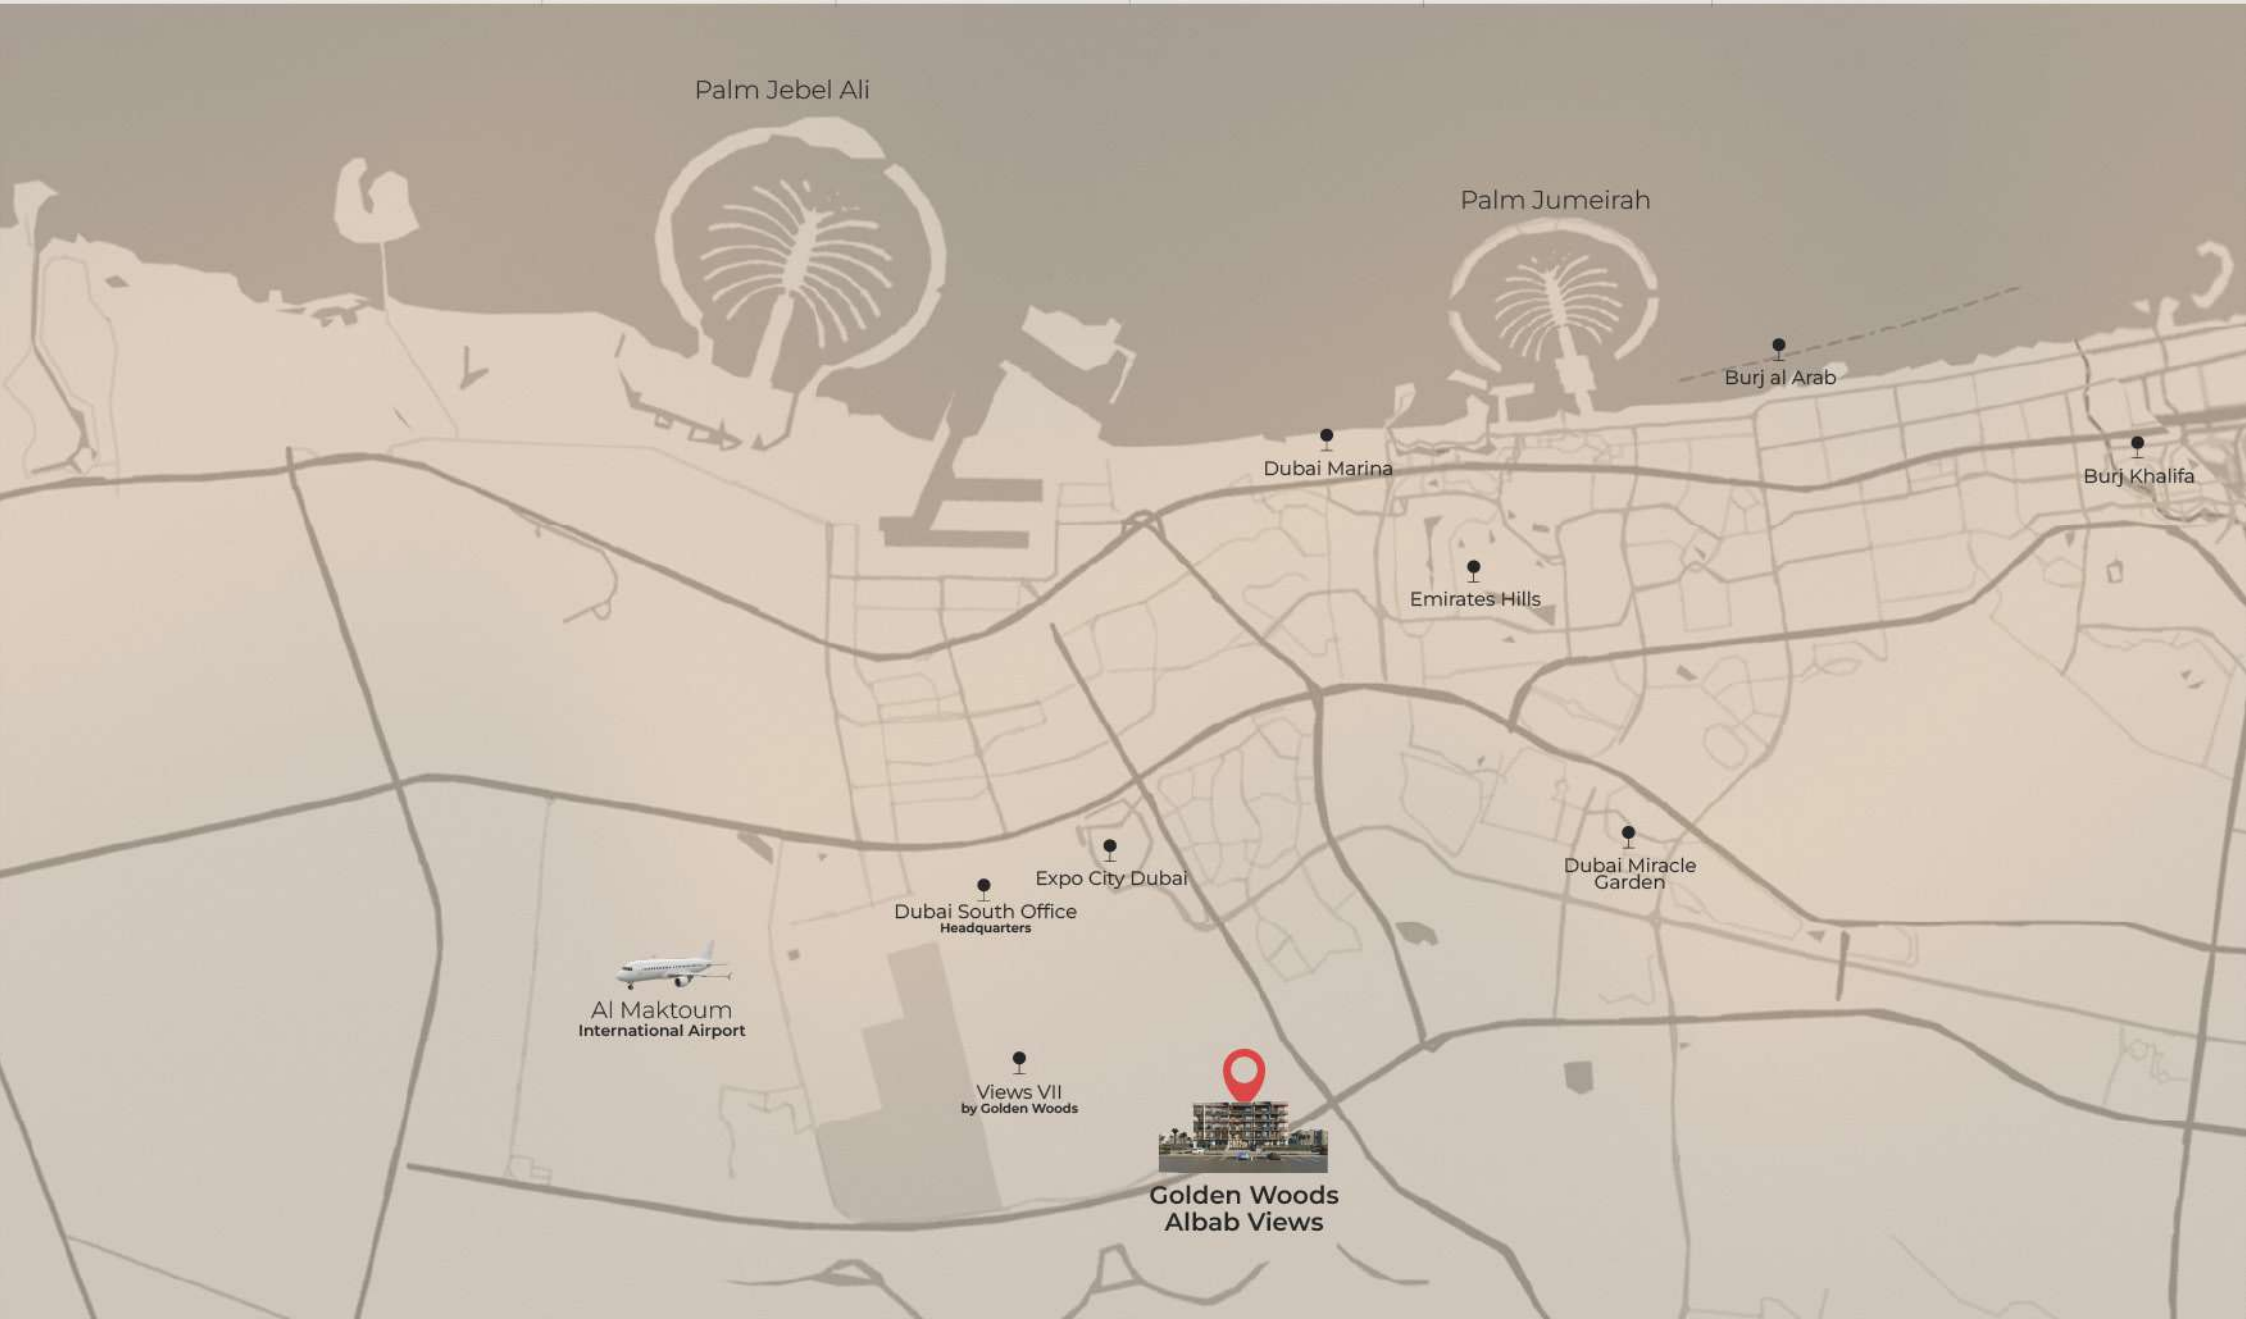 Palm Jebel Ali
Palm Jumeirah
Burj al Arab
Dubai Marina
Burj Khalifa
Emirates Hills
Dubai Miracle
Garden
Expo City Dubai
Dubai South Office
Headquarters
Al Maktoum
International Airport
Views VII
by Golden Woods
Golden Woods
Albab Views